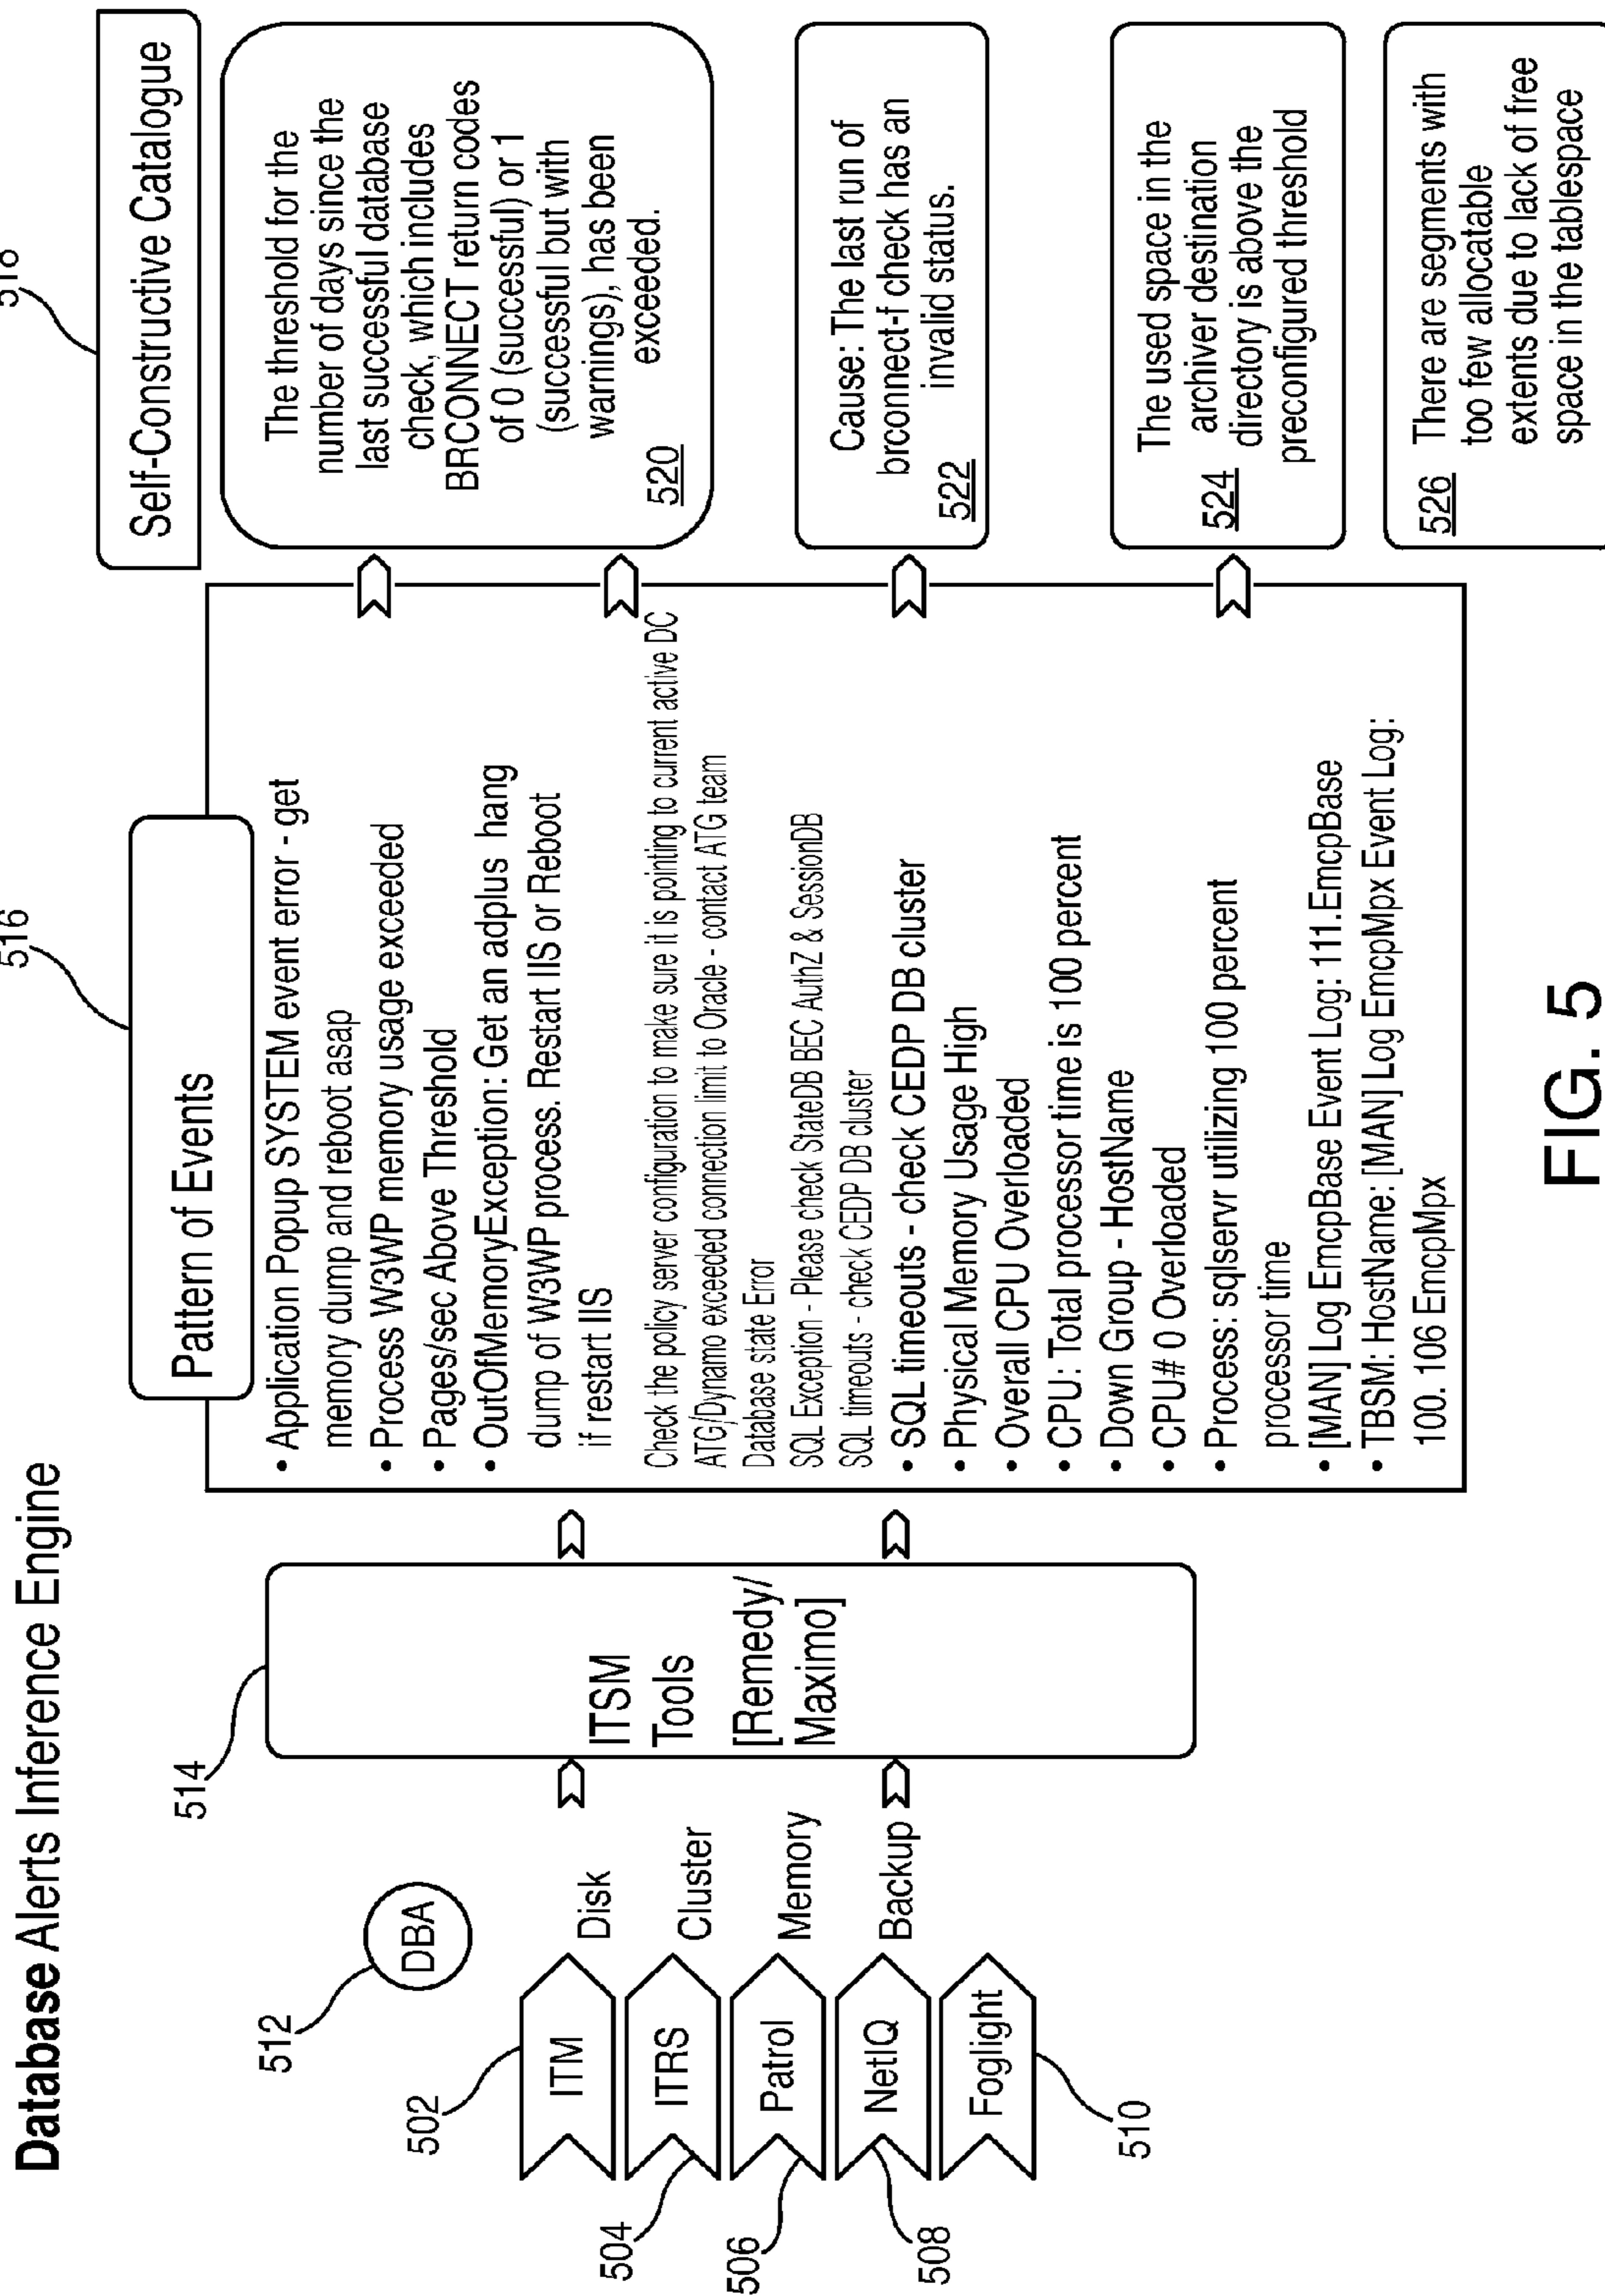 Database Alerts Inference Engine
512
DBA
502
ITM
504
ITRS
506
Patrol
508
NetIQ
Foglight
510
Disk
Cluster
Memory
Backup
514
ITSM
Tools
[Remedy/
Maximo]
516
Pattern of Events
• Application Popup SYSTEM event error - get
memory dump and reboot asap
• Process W3WP memory usage exceeded
• Pages/sec Above Threshold
• OutOfMemoryException: Get an adplus hang
dump of W3WP process. Restart IIS or Reboot
if restart IIS
Check the policy server configuration to make sure it is pointing to current active DC
ATG/Dynamo exceeded connection limit to Oracle - contact ATG team
Database state Error
SQL Exception - Please check StateDB BEC AuthZ & SessionDB
SQL timeouts - check CEDP DB cluster
• SQL timeouts - check CEDP DB cluster
• Physical Memory Usage High
• Overall CPU Overloaded
• CPU: Total processor time is 100 percent
• Down Group - HostName
• CPU# 0 Overloaded
• Process: sqlservr utilizing 100 percent
processor time
• [MAN] Log EmcpBase Event Log: 111.EmcpBase
• TBSM: HostName: [MAN] Log EmcpMpx Event Log:
100. 106 EmcpMpx
518
Self-Constructive Catalogue
The threshold for the
number of days since the
last successful database
check, which includes
BRCONNECT return codes
of 0 (successful) or 1
(successful but with
warnings), has been
exceeded.
520
Cause: The last run of
brconnect-f check has an
invalid status.
522
The used space in the
archiver destination
directory is above the
preconfigured threshold
524
There are segments with
too few allocatable
extents due to lack of free
space in the tablespace
526
FIG. 5